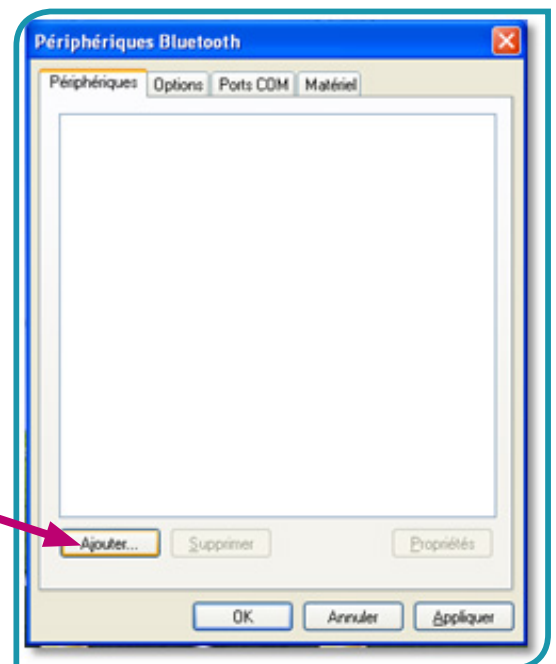 Périphériques Bluetooth
Périphériques Options Ports COM Matériel
Ajouter... Supprimer Propriétés
OK Annuler Appliquer